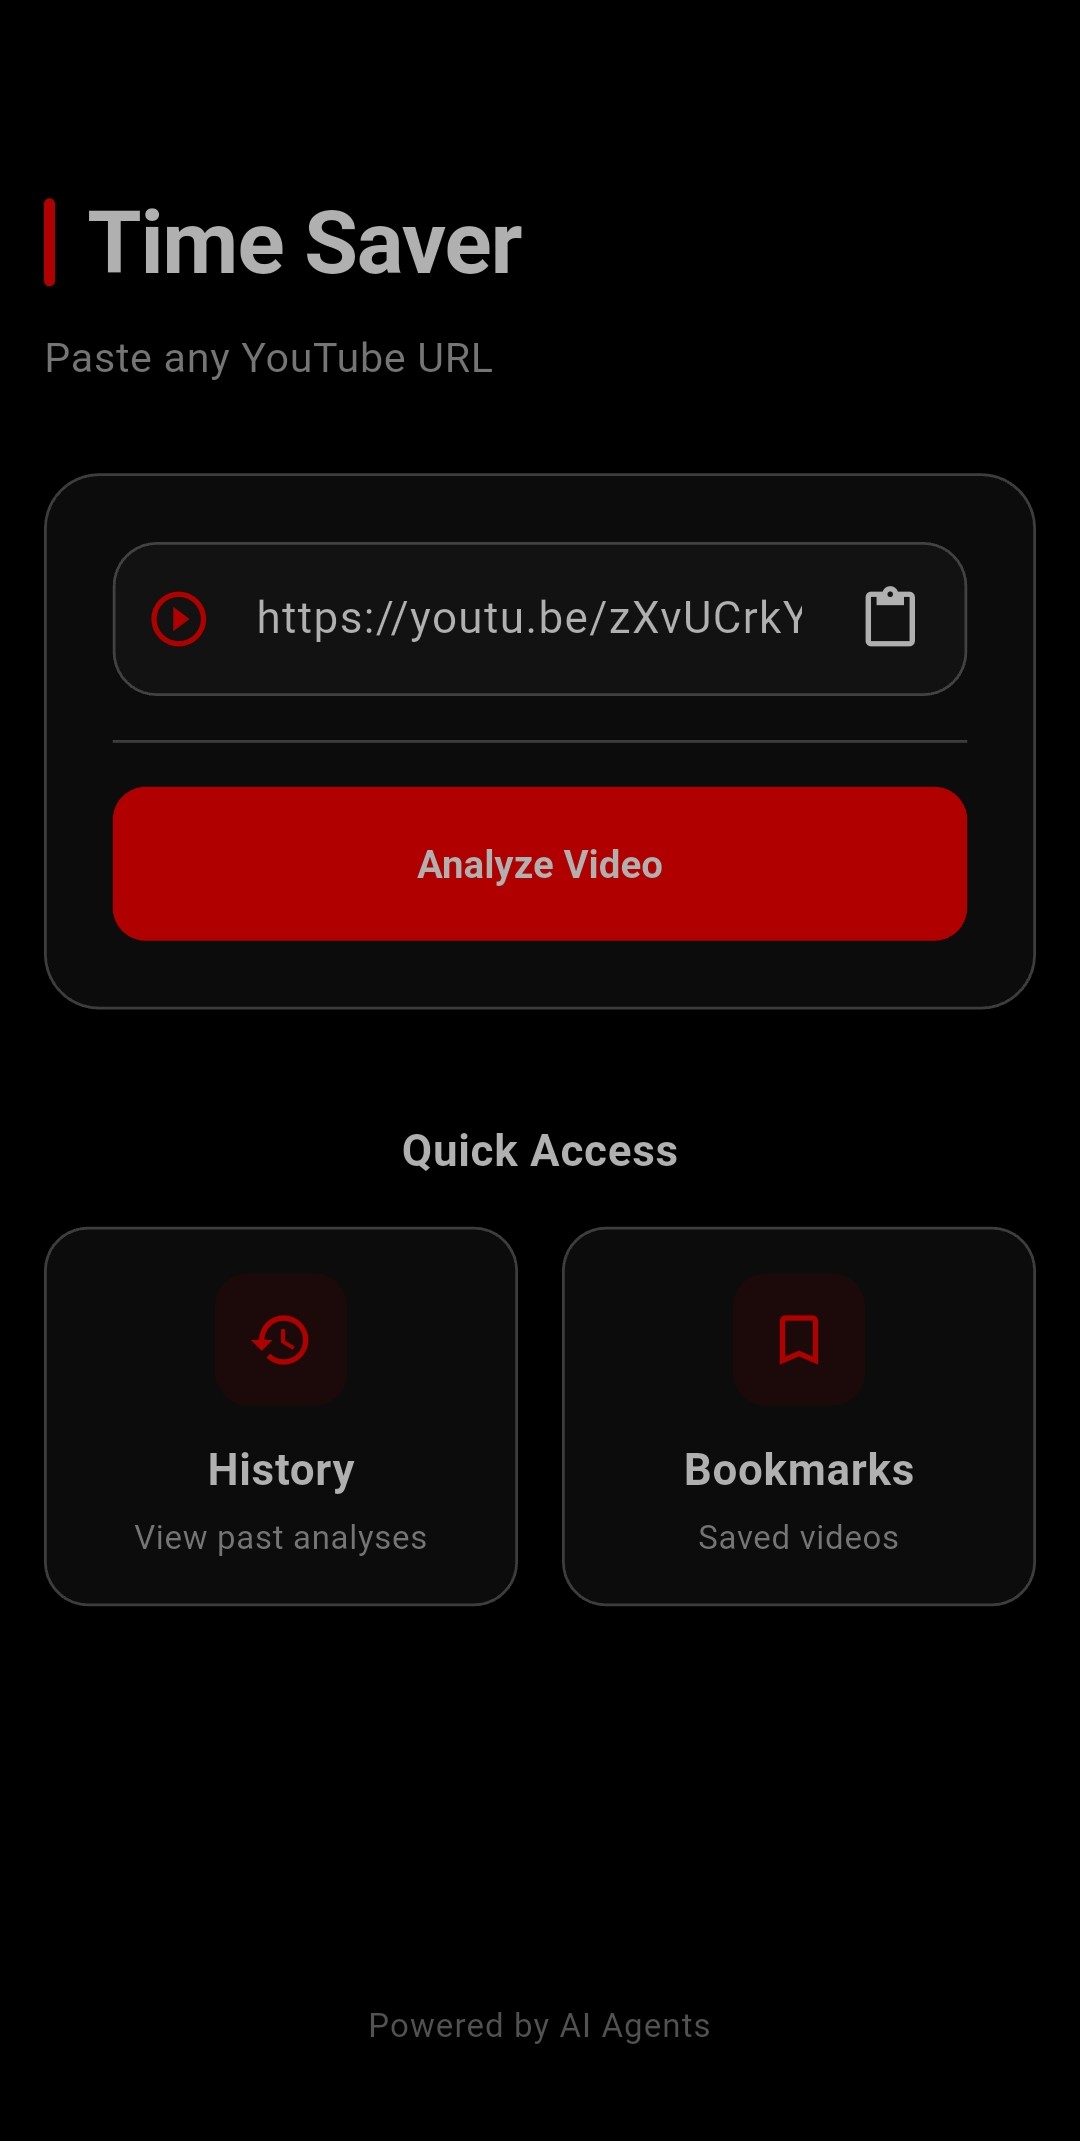 Time Saver
Paste any YouTube URL
https://youtu.be/zXvUCrkY
Analyze Video
Quick Access
History
View past analyses
Bookmarks
Saved videos
Powered by AI Agents